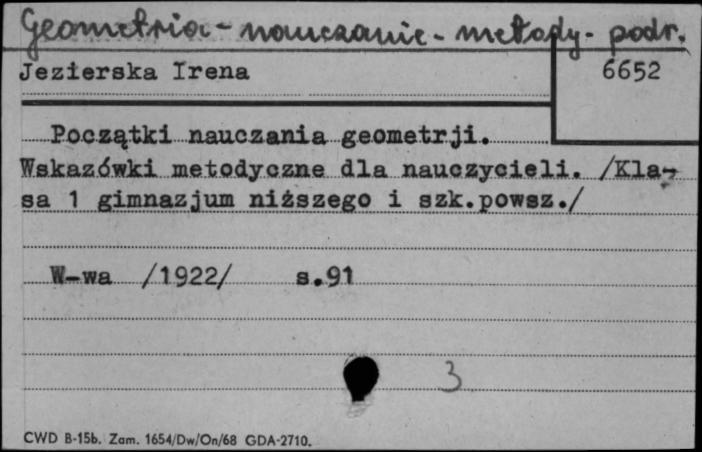 Geometria - nauczanie - metody - podr.
Jezierska Irena 6652
Początki nauczania geometrji.
Wskazówki metodyczne dla nauczycieli. /Kla-
sa 1 gimnazjum niższego i szk.powsz./
W-wa /1922/ s.91
3
CWD B-15b. Zam. 1654/Dw/On/68 GDA-2710.